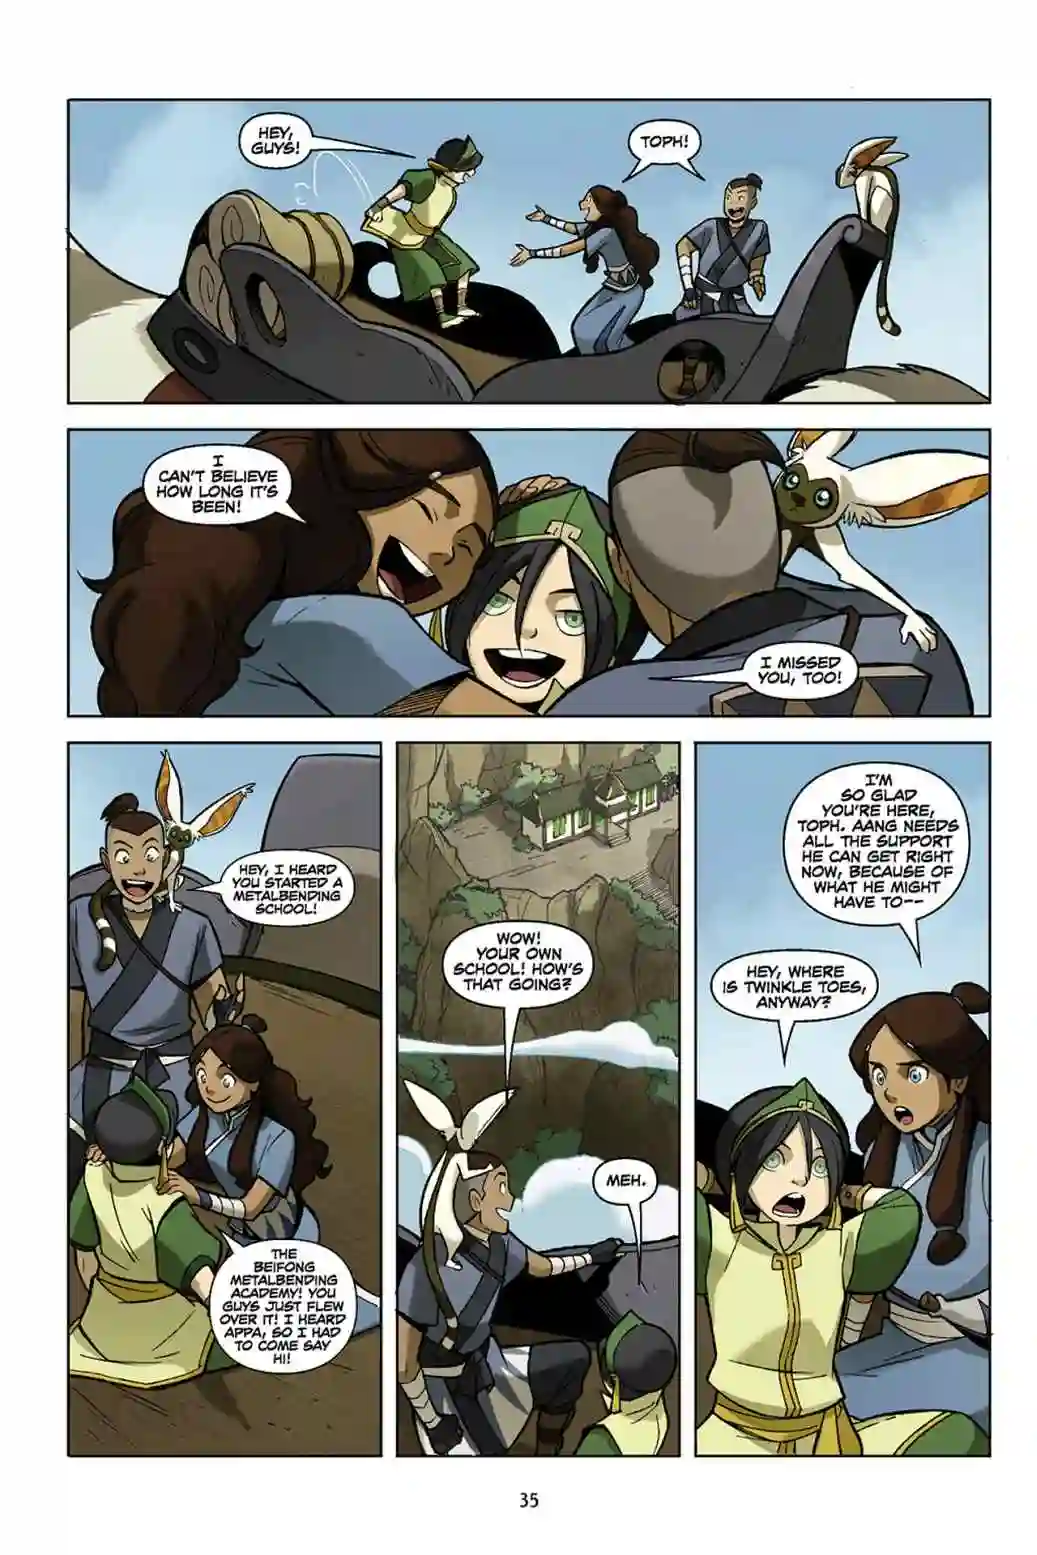 HEY,
GUYS!
TOPH!
I
CAN'T BELIEVE
HOW LONG IT'S
BEEN!
I MISSED
YOU, TOO!
HEY, I HEARD
YOU STARTED A
METALBENDING
SCHOOL!
THE
BEIFONG
METALBENDING
ACADEMY! YOU
GUYS JUST FLEW
OVER IT! I HEARD
APPA, SO I HAD
TO COME SAY
HI!
WOW!
YOUR OWN
SCHOOL! HOW'S
THAT GOING?
MEH.
I'M
SO GLAD
YOU'RE HERE,
TOPH. AANG NEEDS
ALL THE SUPPORT
HE CAN GET RIGHT
NOW, BECAUSE OF
WHAT HE MIGHT
HAVE TO--
HEY, WHERE
IS TWINKLE TOES,
ANYWAY?
35